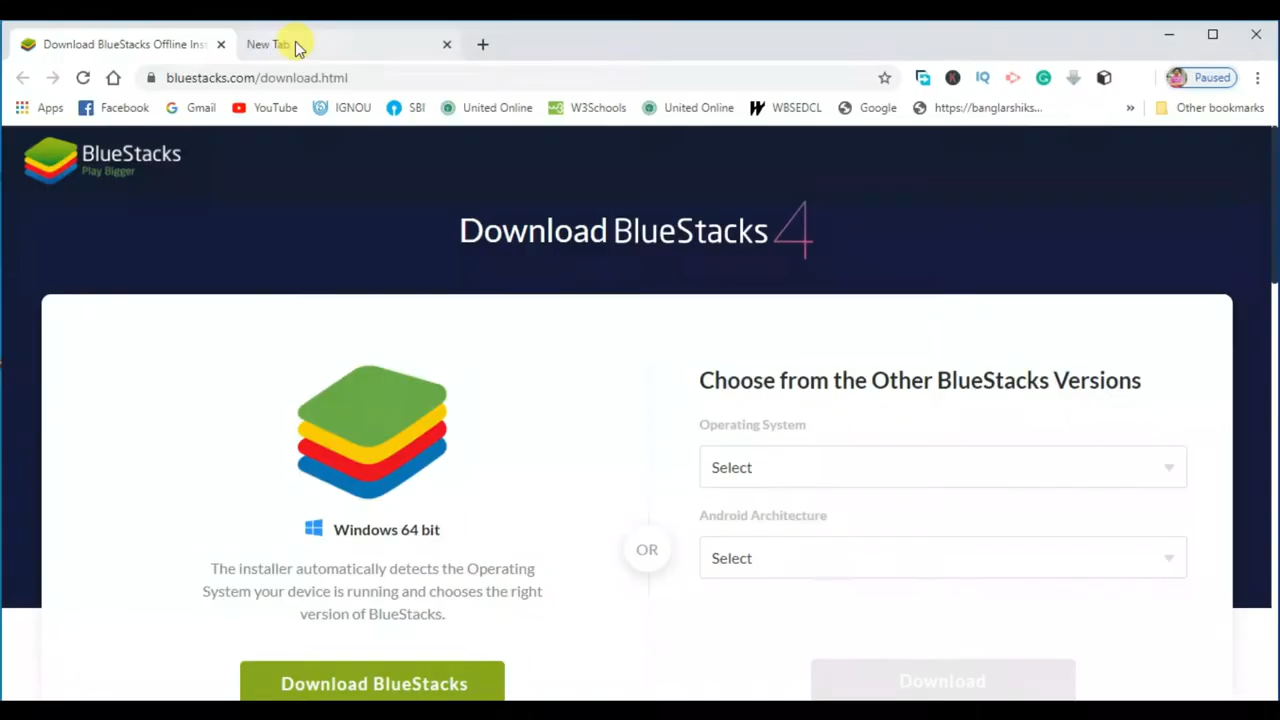 Download BlueStacks Offline Inst
New Tab
bluestacks.com/download.html
Paused
Apps
Facebook
Gmail
YouTube
IGNOU
SBI
United Online
W3Schools
United Online
WBSEDCL
Google
https://banglarshiks...
»
Other bookmarks
BlueStacks
Play Bigger
Download BlueStacks 4
Windows 64 bit
The installer automatically detects the Operating
System your device is running and chooses the right
version of BlueStacks.
Download BlueStacks
OR
Choose from the Other BlueStacks Versions
Operating System
Select
Android Architecture
Select
Download